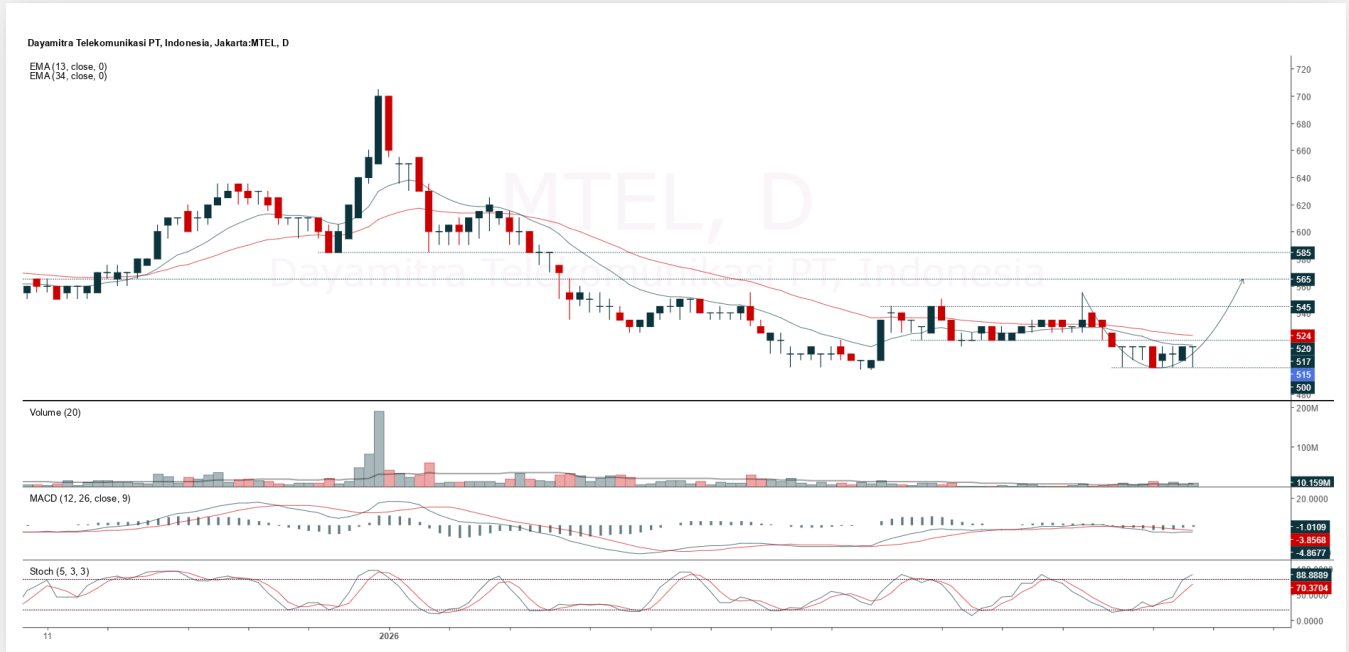 Dayamitra Telekomunikasi PT, Indonesia, Jakarta:MTEL, D
EMA (13, close, 0)
EMA (34, close, 0)
MTEL, D
Dayamitra Telekomunikasi PT, Indonesia
720
700
680
660
640
620
600
585
565
545
524
520
517
515
500
Volume (20)
200M
100M
10.159M
MACD (12, 26, close, 9)
20.0000
-1.0109
-3.8568
-4.8677
Stoch (5, 3, 3)
88.8889
70.3704
0.0000
11
2026